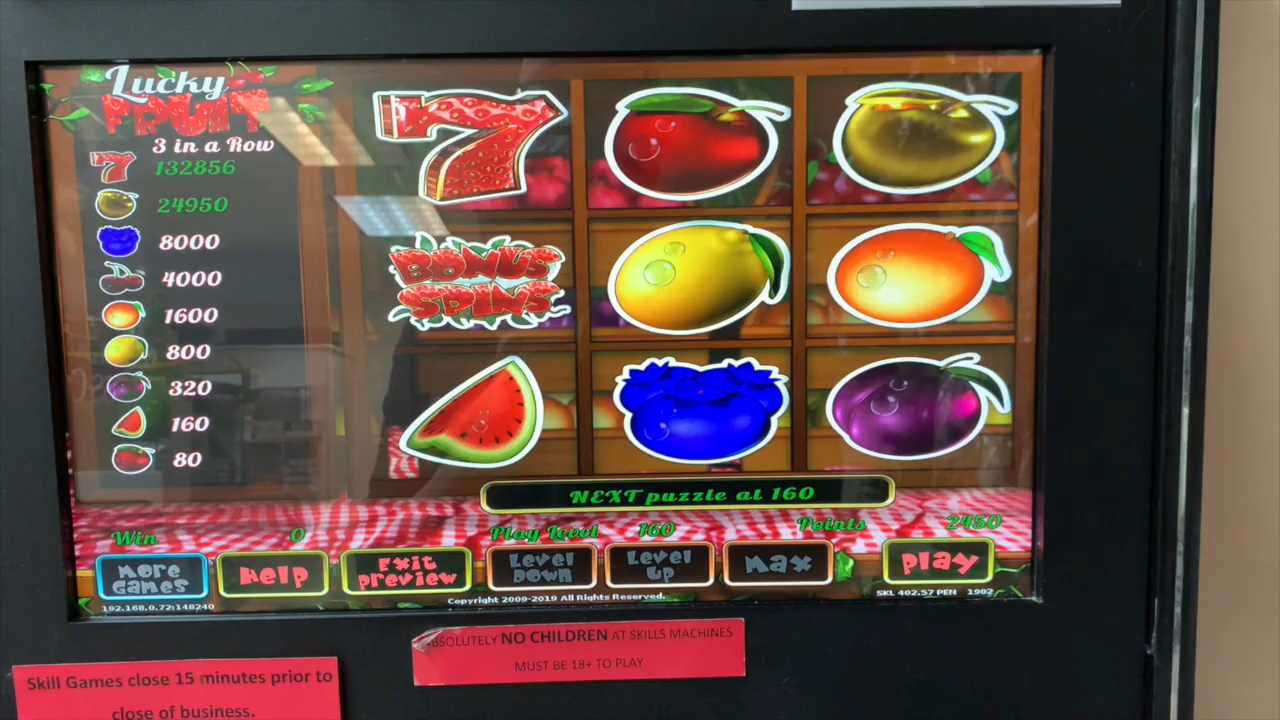 Lucky
FRUIT
3 in a Row
132856
24950
8000
4000
1600
800
320
160
80
7
BONUS
SPINS
NEXT puzzle at 160
Win 0 Play Level 160 Points 2450
More
Games
Help
Exit
preview
Level
Down
Level
Up
Max
play
192.168.0.72:148240
Copyright 2009-2019 All Rights Reserved.
SKL 402.57 PEN 1902
ABSOLUTELY NO CHILDREN AT SKILLS MACHINES
MUST BE 18+ TO PLAY
Skill Games close 15 minutes prior to
close of business.